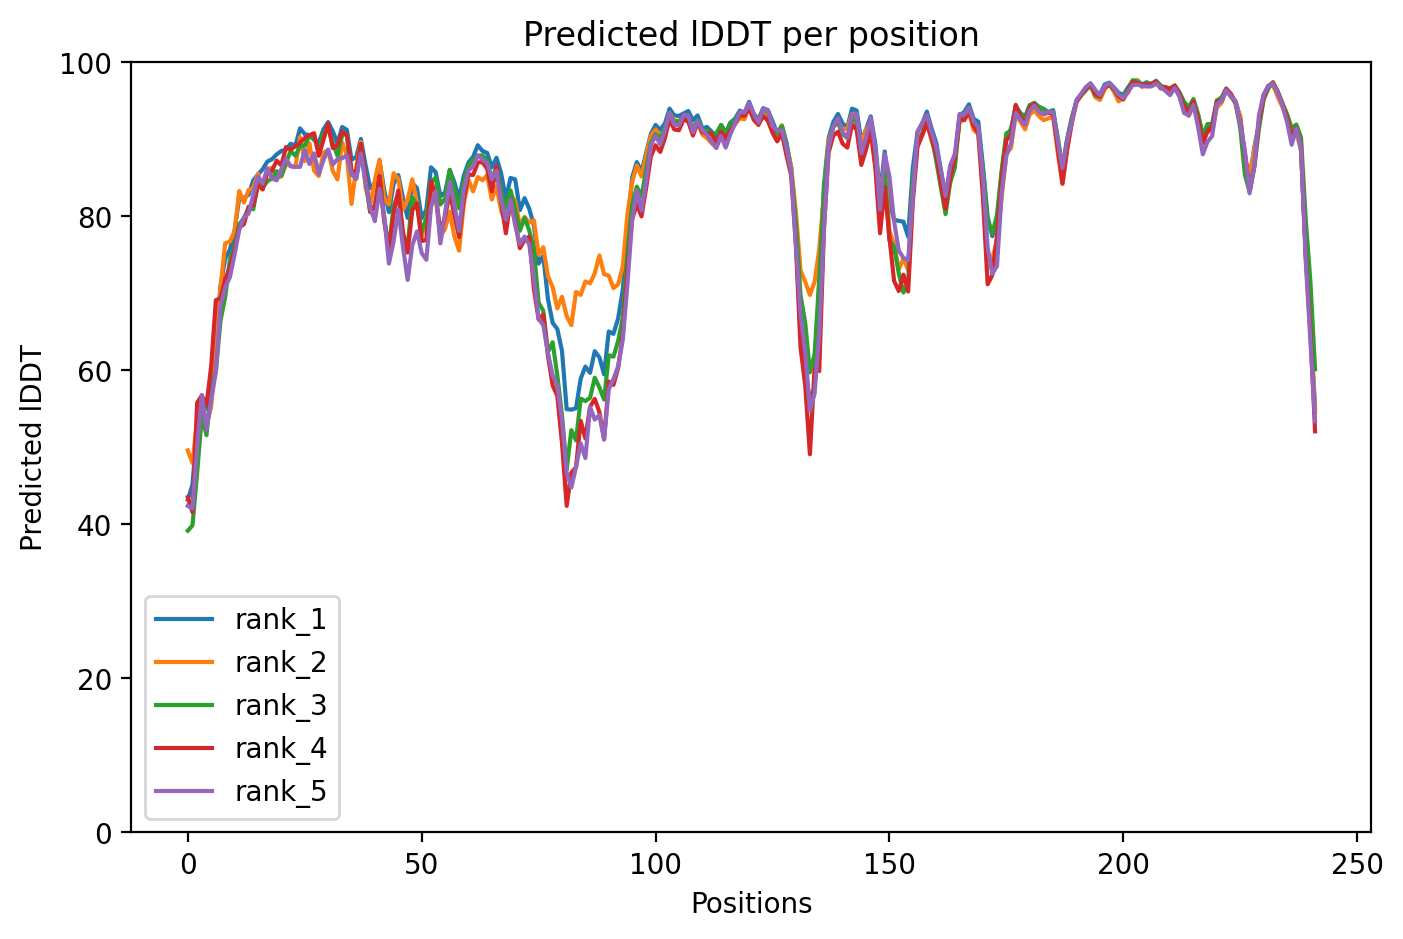 Predicted lDDT per position
100
80
60
40
20
0
Predicted lDDT
rank_1
rank_2
rank_3
rank_4
rank_5
0 50 100 150 200 250
Positions